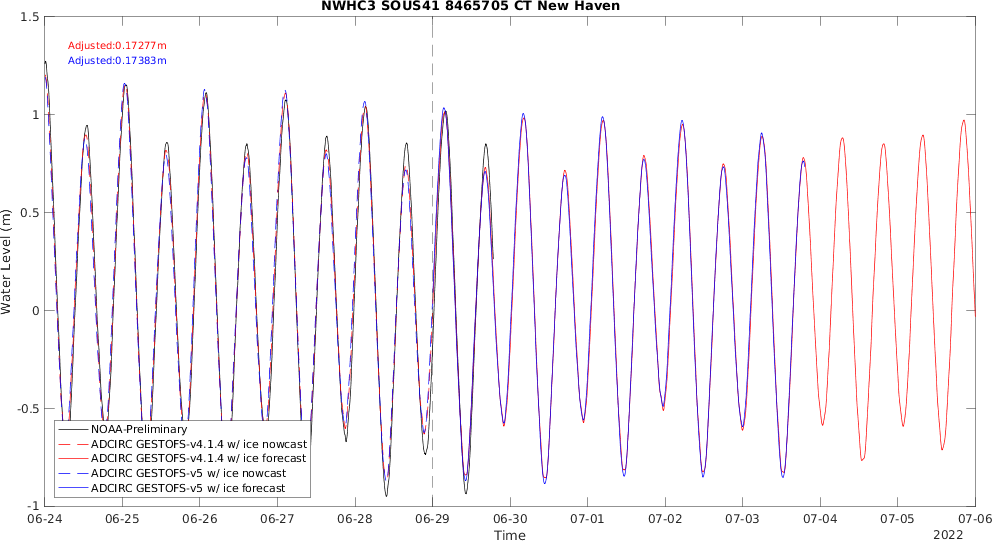 NWHC3 SOUS41 8465705 CT New Haven
1.5
Adjusted:0.17277m
Adjusted:0.17383m
1
0.5
0
-0.5
-1
Water Level (m)
NOAA-Preliminary
ADCIRC GESTOFS-v4.1.4 w/ ice nowcast
ADCIRC GESTOFS-v4.1.4 w/ ice forecast
ADCIRC GESTOFS-v5 w/ ice nowcast
ADCIRC GESTOFS-v5 w/ ice forecast
06-24 06-25 06-26 06-27 06-28 06-29 06-30 07-01 07-02 07-03 07-04 07-05 07-06
Time
2022